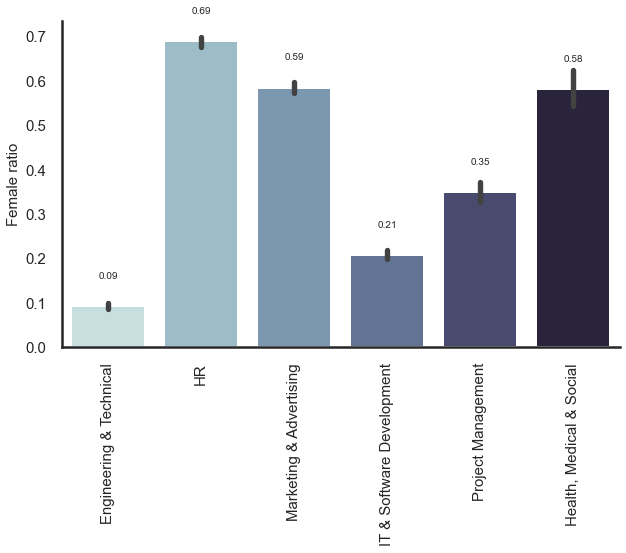 Female ratio
0.7
0.6
0.5
0.4
0.3
0.2
0.1
0.0
0.09
0.69
0.59
0.21
0.35
0.58
Engineering & Technical
HR
Marketing & Advertising
IT & Software Development
Project Management
Health, Medical & Social